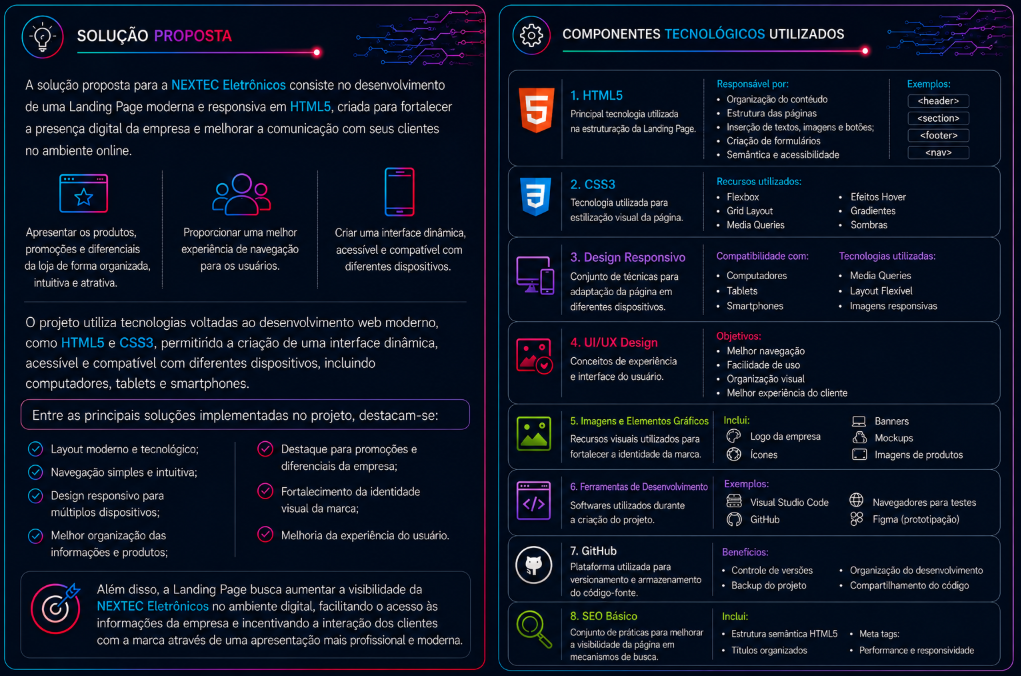 SOLUÇÃO PROPOSTA
A solução proposta para a NEXTEC Eletrônicos consiste no desenvolvimento
de uma Landing Page moderna e responsiva em HTML5, criada para fortalecer
a presença digital da empresa e melhorar a comunicação com seus clientes
no ambiente online.
Apresentar os produtos,
promoções e diferenciais
da loja de forma organizada,
intuitiva e atrativa.
Proporcionar uma melhor
experiência de navegação
para os usuários.
Criar uma interface dinâmica,
acessível e compatível com
diferentes dispositivos.
O projeto utiliza tecnologias voltadas ao desenvolvimento web moderno,
como HTML5 e CSS3, permitindo a criação de uma interface dinâmica,
acessível e compatível com diferentes dispositivos, incluindo
computadores, tablets e smartphones.
Entre as principais soluções implementadas no projeto, destacam-se:
Layout moderno e tecnológico;
Navegação simples e intuitiva;
Design responsivo para
múltiplos dispositivos;
Melhor organização das
informações e produtos;
Destaque para promoções e
diferenciais da empresa;
Fortalecimento da identidade
visual da marca;
Melhoria da experiência do usuário.
Além disso, a Landing Page busca aumentar a visibilidade da
NEXTEC Eletrônicos no ambiente digital, facilitando o acesso às
informações da empresa e incentivando a interação dos clientes
com a marca através de uma apresentação mais profissional e moderna.
COMPONENTES TECNOLÓGICOS UTILIZADOS
5
1. HTML5
Principal tecnologia utilizada
na estruturação da Landing Page.
Responsável por:
• Organização do contéudo
• Estrutura das páginas
• Inserção de textos, imagens e botões;
• Criação de formulários
• Semântica e acessibilidade
Exemplos:
<header>
<section>
<footer>
<nav>
3
2. CSS3
Tecnologia utilizada para
estilização visual da página.
Recursos utilizados:
• Flexbox
• Grid Layout
• Media Queries
• Efeitos Hover
• Gradientes
• Sombras
3. Design Responsivo
Conjunto de técnicas para
adaptação da página em
diferentes dispositivos.
Compatibilidade com:
• Computadores
• Tablets
• Smartphones
Tecnologias utilizadas:
• Media Queries
• Layout Flexível
• Imagens responsivas
4. UI/UX Design
Conceitos de experiência
e interface do usuário.
Objetivos:
• Melhor navegação
• Facilidade de uso
• Organização visual
• Melhor experiência do cliente
5. Imagens e Elementos Gráficos
Recursos visuais utilizados para
fortalecer a identidade da marca.
Inclui:
Logo da empresa
Ícones
Banners
Mockups
Imagens de produtos
</>
6. Ferramentas de Desenvolvimento
Softwares utilizados durante
a criação do projeto.
Exemplos:
Visual Studio Code
GitHub
Navegadores para testes
Figma (prototipação)
7. GitHub
Plataforma utilizada para
versionamento e armazenamento
do código-fonte.
Benefícios:
• Controle de versões
• Backup do projeto
• Organização do desenvolvimento
• Compartilhamento do código
8. SEO Básico
Conjunto de práticas para melhorar
a visibilidade da página em
mecanismos de busca.
Inclui:
• Estrutura semântica HTML5
• Títulos organizados
• Meta tags:
• Performance e responsividade